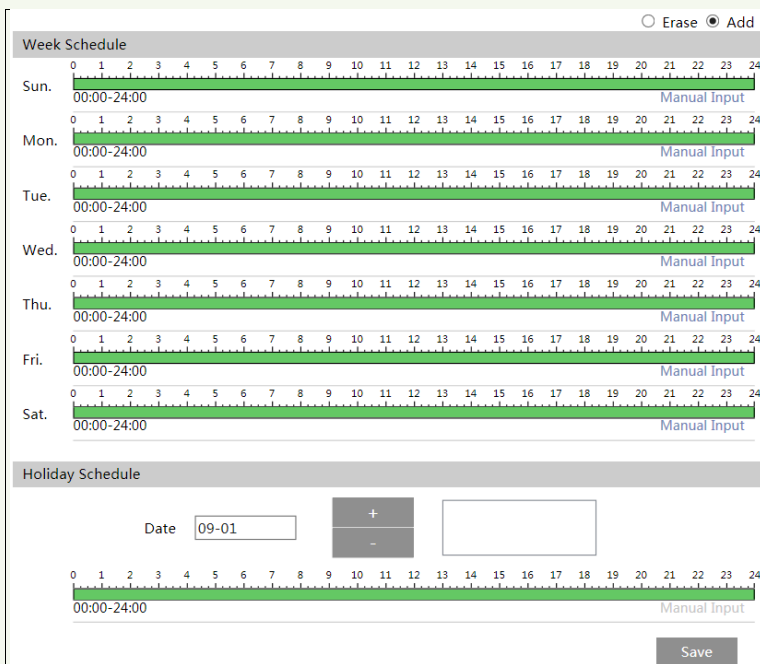 Erase Add
Week Schedule
0 1 2 3 4 5 6 7 8 9 10 11 12 13 14 15 16 17 18 19 20 21 22 23 24
Sun.
00:00-24:00 Manual Input
0 1 2 3 4 5 6 7 8 9 10 11 12 13 14 15 16 17 18 19 20 21 22 23 24
Mon.
00:00-24:00 Manual Input
0 1 2 3 4 5 6 7 8 9 10 11 12 13 14 15 16 17 18 19 20 21 22 23 24
Tue.
00:00-24:00 Manual Input
0 1 2 3 4 5 6 7 8 9 10 11 12 13 14 15 16 17 18 19 20 21 22 23 24
Wed.
00:00-24:00 Manual Input
0 1 2 3 4 5 6 7 8 9 10 11 12 13 14 15 16 17 18 19 20 21 22 23 24
Thu.
00:00-24:00 Manual Input
0 1 2 3 4 5 6 7 8 9 10 11 12 13 14 15 16 17 18 19 20 21 22 23 24
Fri.
00:00-24:00 Manual Input
0 1 2 3 4 5 6 7 8 9 10 11 12 13 14 15 16 17 18 19 20 21 22 23 24
Sat.
00:00-24:00 Manual Input
Holiday Schedule
+
Date 09-01
-
0 1 2 3 4 5 6 7 8 9 10 11 12 13 14 15 16 17 18 19 20 21 22 23 24
00:00-24:00 Manual Input
Save